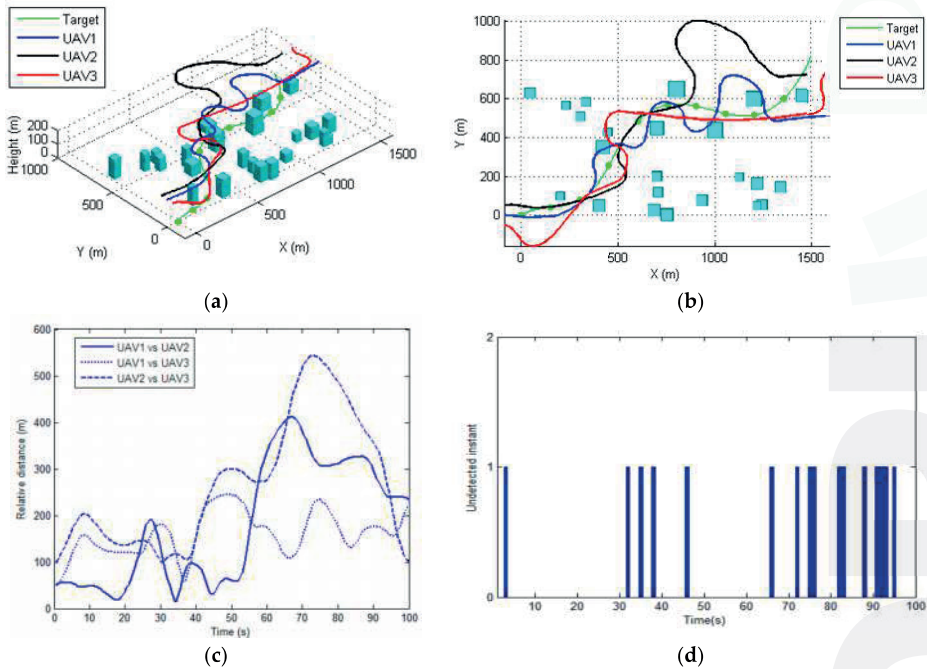 Target
UAV1
UAV2
UAV3
Height (m)
200
100
0
1000
500
0
Y (m)
0
500
1000
1500
X (m)
(a)
Target
UAV1
UAV2
UAV3
Y (m)
1000
800
600
400
200
0
0
500
1000
1500
X (m)
(b)
UAV1 vs UAV2
UAV1 vs UAV3
UAV2 vs UAV3
Relative distance (m)
600
500
400
300
200
100
0
0 10 20 30 40 50 60 70 80 90 100
Time (s)
(c)
Undetected instant
2
1
0
10 20 30 40 50 60 70 80 90 100
Time(s)
(d)